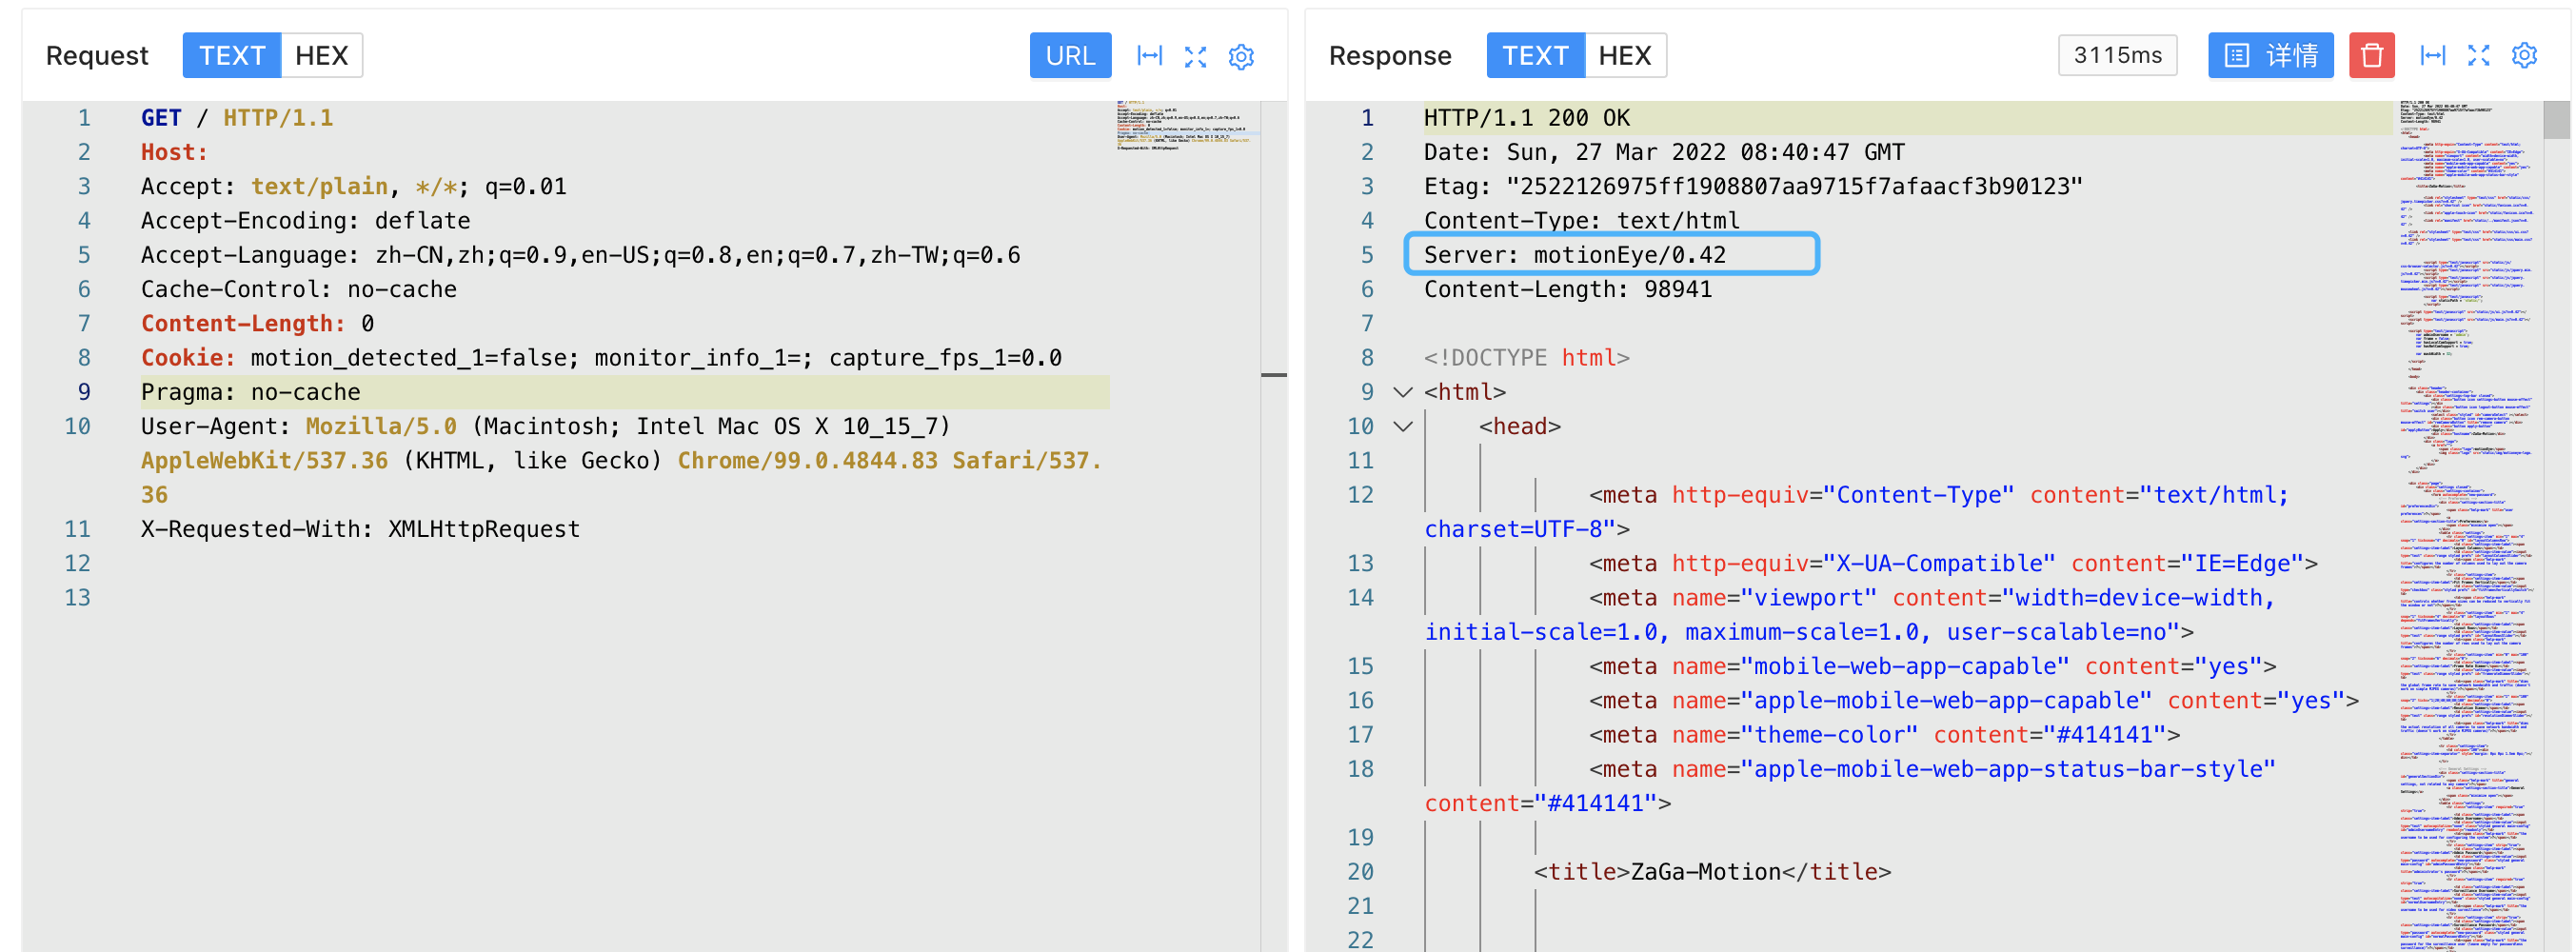 Request TEXT HEX URL
1 GET / HTTP/1.1
2 Host:
3 Accept: text/plain, */*; q=0.01
4 Accept-Encoding: deflate
5 Accept-Language: zh-CN,zh;q=0.9,en-US;q=0.8,en;q=0.7,zh-TW;q=0.6
6 Cache-Control: no-cache
7 Content-Length: 0
8 Cookie: motion_detected_1=false; monitor_info_1=; capture_fps_1=0.0
9 Pragma: no-cache
10 User-Agent: Mozilla/5.0 (Macintosh; Intel Mac OS X 10_15_7)
AppleWebKit/537.36 (KHTML, like Gecko) Chrome/99.0.4844.83 Safari/537.
36
11 X-Requested-With: XMLHttpRequest
12
13
Response TEXT HEX 3115ms 详情
1 HTTP/1.1 200 OK
2 Date: Sun, 27 Mar 2022 08:40:47 GMT
3 Etag: "2522126975ff1908807aa9715f7afaacf3b90123"
4 Content-Type: text/html
5 Server: motionEye/0.42
6 Content-Length: 98941
7
8 <!DOCTYPE html>
9 <html>
10 <head>
11
12 <meta http-equiv="Content-Type" content="text/html;
charset=UTF-8">
13 <meta http-equiv="X-UA-Compatible" content="IE=Edge">
14 <meta name="viewport" content="width=device-width,
initial-scale=1.0, maximum-scale=1.0, user-scalable=no">
15 <meta name="mobile-web-app-capable" content="yes">
16 <meta name="apple-mobile-web-app-capable" content="yes">
17 <meta name="theme-color" content="#414141">
18 <meta name="apple-mobile-web-app-status-bar-style"
content="#414141">
19
20 <title>ZaGa-Motion</title>
21
22